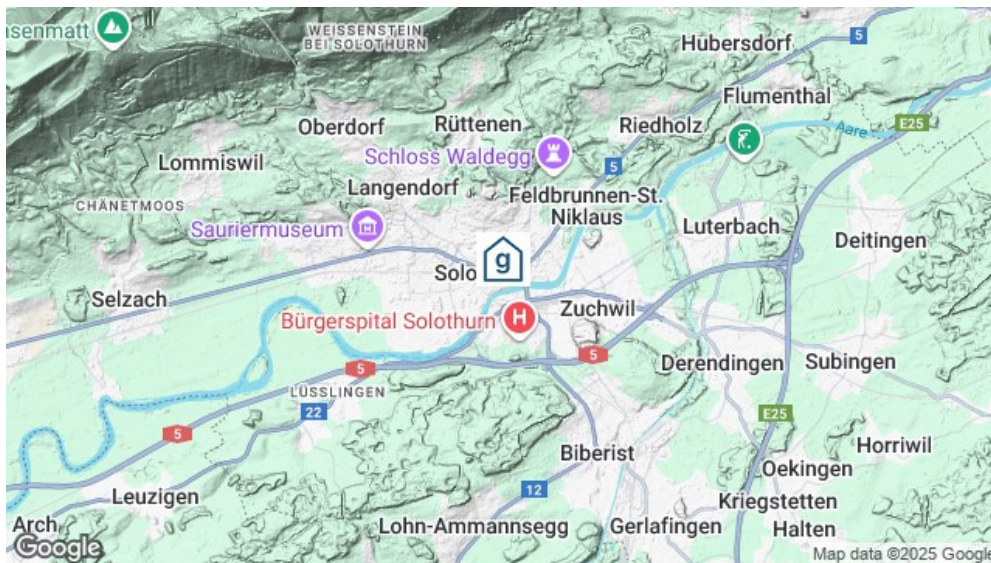 asenmatt
WEISSENSTEIN
BEI SOLOTHURN
5
Hubersdorf
Flumenthal
E25
Aare
Oberdorf
Rüttenen
Riedholz
Lommiswil
Schloss Waldegg
5
Langendorf
Feldbrunnen-St.
Niklaus
CHÄNETMOOS
Sauriermuseum
Luterbach
Deitingen
Solo
g
Selzach
Bürgerspital Solothurn
H
Zuchwil
5
5
Derendingen
Subingen
LÜSSLINGEN
22
E25
5
Biberist
Horriwil
Oekingen
12
Leuzigen
Kriegstetten
Arch
Lohn-Ammannsegg
Gerlafingen
Halten
Google
Map data ©2025 Google